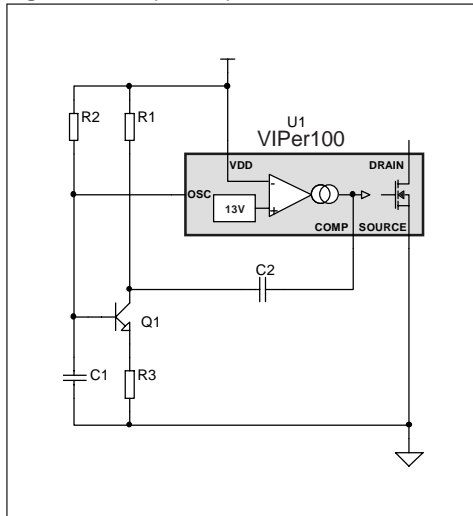 U1
VIPer100
R2
R1
VDD
DRAIN
OSC
-
+
13V
COMP
SOURCE
C2
Q1
C1
R3